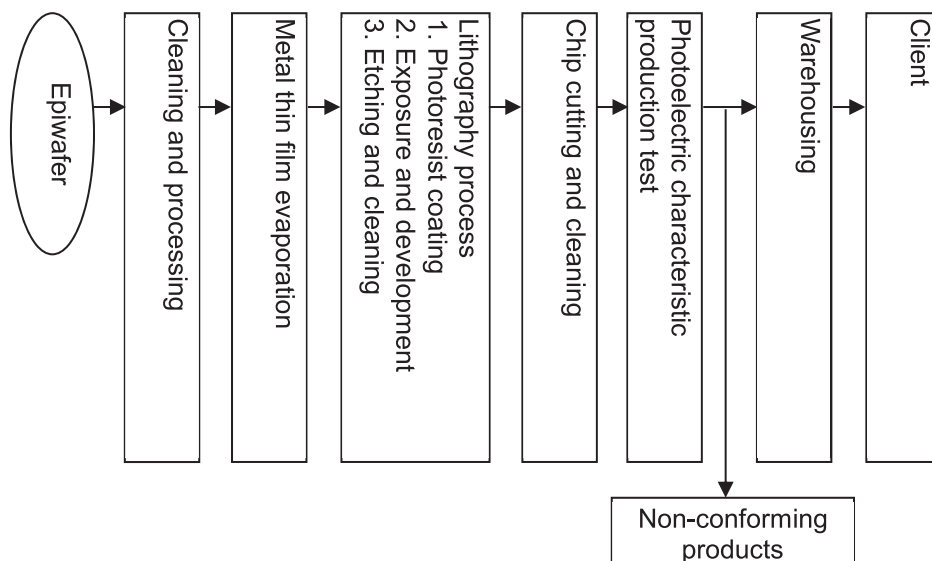 Epiwafer
Cleaning and processing
Metal thin film evaporation
Lithography process
1. Photoresist coating
2. Exposure and development
3. Etching and cleaning
Chip cutting and cleaning
Photoelectric characteristic
production test
Warehousing
Client
Non-conforming
products